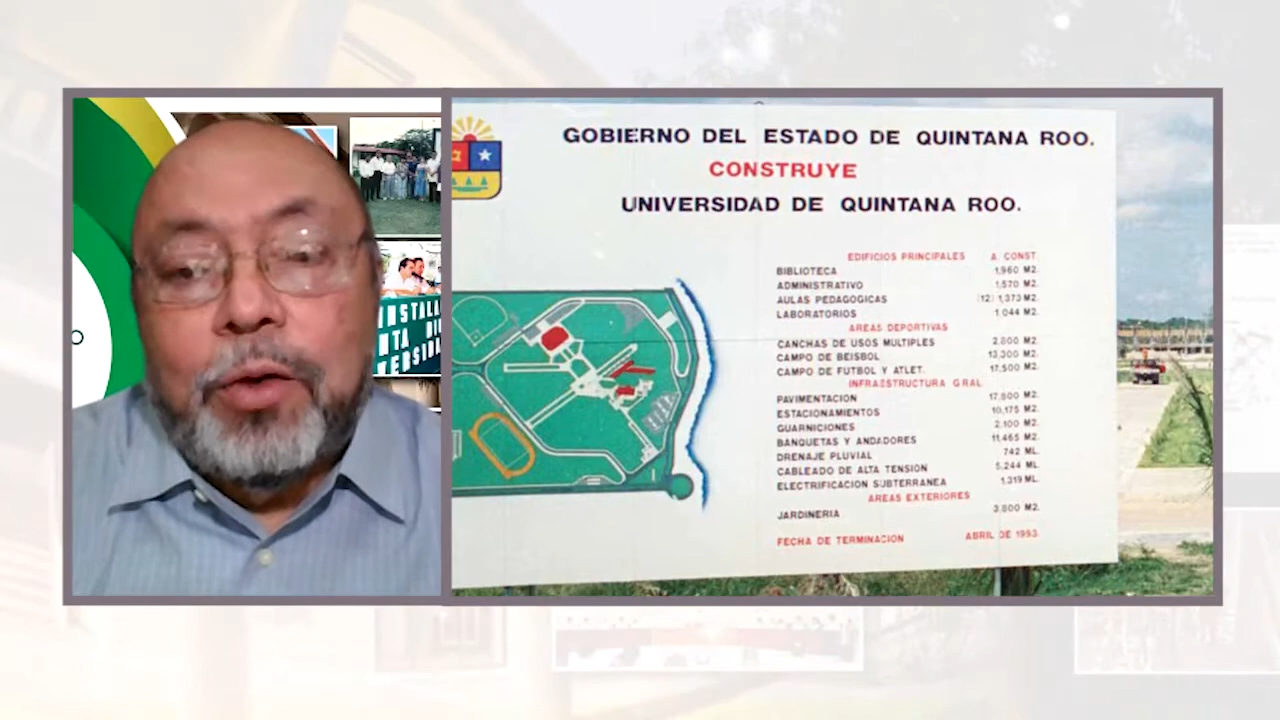 INSTALA
NTA
VERSIDA
GOBIERNO DEL ESTADO DE QUINTANA ROO.
CONSTRUYE
UNIVERSIDAD DE QUINTANA ROO.
EDIFICIOS PRINCIPALES A. CONST.
BIBLIOTECA 1,960 M2.
ADMINISTRATIVO 1,570 M2.
AULAS PEDAGOGICAS (12) 1,373 M2.
LABORATORIOS 1 044 M2.
AREAS DEPORTIVAS
CANCHAS DE USOS MULTIPLES 2,800 M2.
CAMPO DE BEISBOL 13,300 M2.
CAMPO DE FUTBOL Y ATLET. 17,500 M2.
INFRAESTRUCTURA GRAL.
PAVIMENTACION 17,800 M2.
ESTACIONAMIENTOS 10,175 M2.
GUARNICIONES 2,100 M2.
BANQUETAS Y ANDADORES 11,465 M2.
DRENAJE PLUVIAL 742 ML.
CABLEADO DE ALTA TENSION 5,244 ML.
ELECTRIFICACION SUBTERRANEA 1,319 ML.
AREAS EXTERIORES
JARDINERIA 3,800 M2.
FECHA DE TERMINACION ABRIL DE 1993.